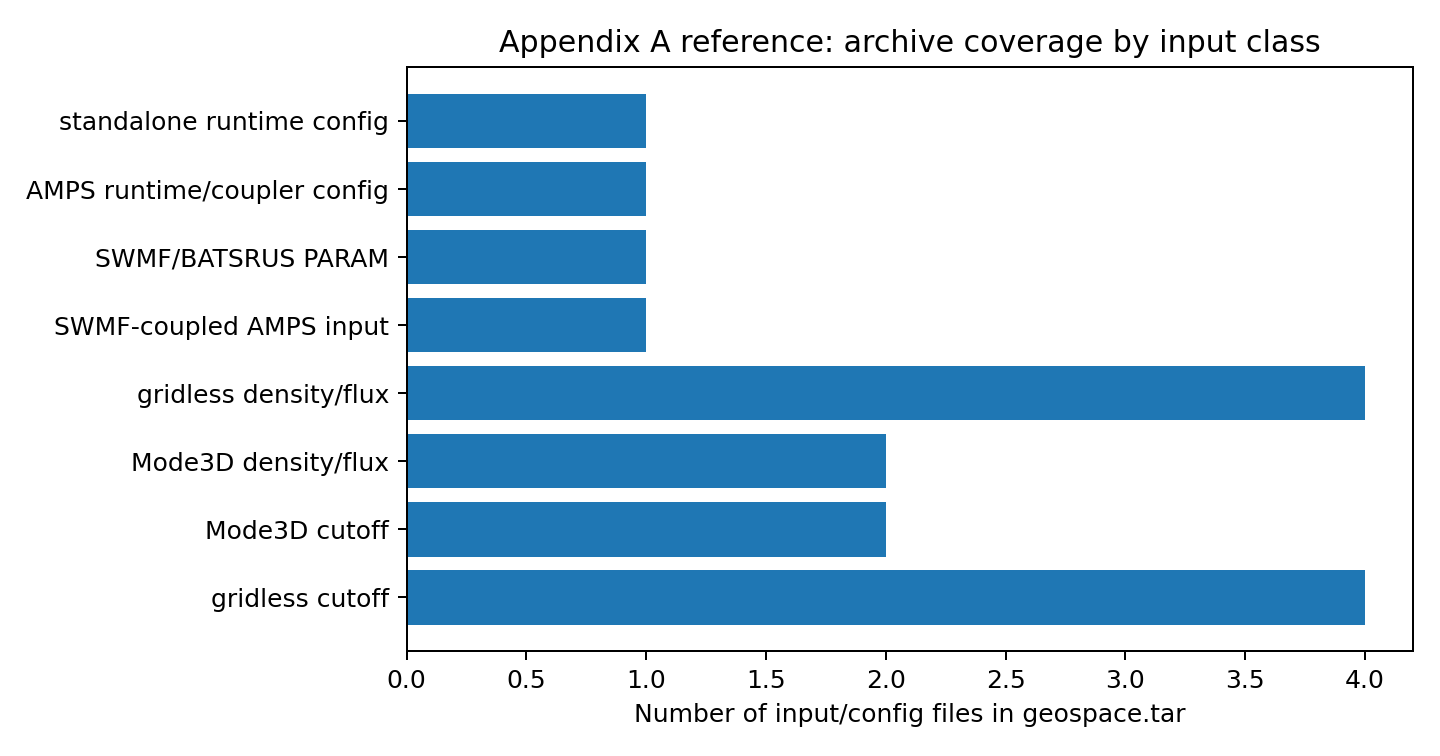 Appendix A reference: archive coverage by input class
standalone runtime config
AMPS runtime/coupler config
SWMF/BATSRUS PARAM
SWMF-coupled AMPS input
gridless density/flux
Mode3D density/flux
Mode3D cutoff
gridless cutoff
0.0 0.5 1.0 1.5 2.0 2.5 3.0 3.5 4.0
Number of input/config files in geospace.tar